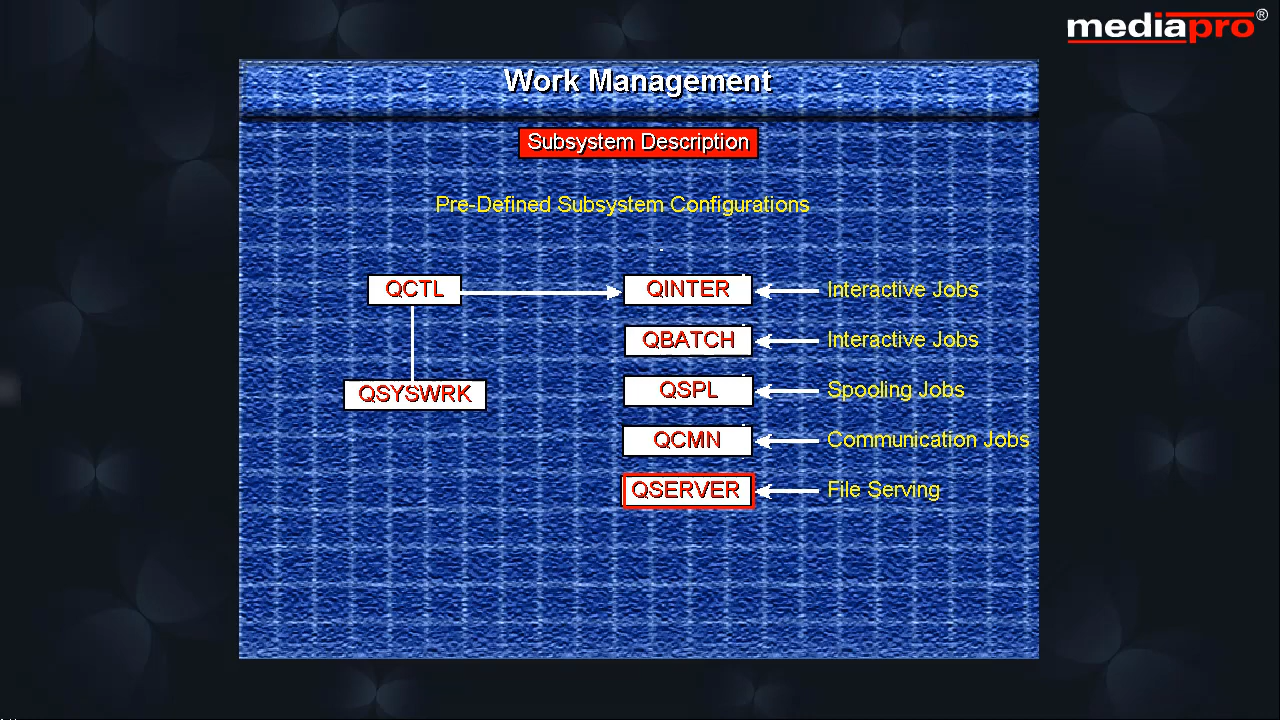 mediapro®
Work Management
Subsystem Description
Pre-Defined Subsystem Configurations
QCTL QINTER Interactive Jobs
QBATCH Interactive Jobs
QSYSWRK QSPL Spooling Jobs
QCMN Communication Jobs
QSERVER File Serving